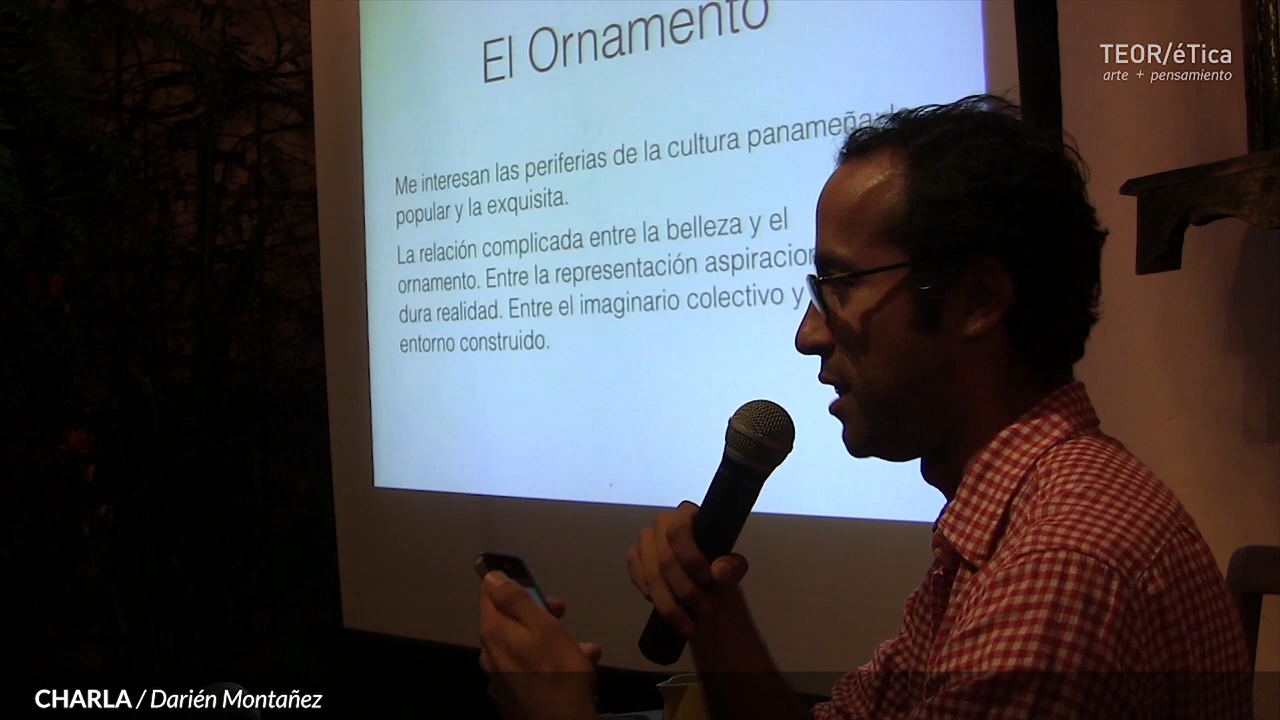 El Ornamento
TEOR/éTica
arte + pensamiento
Me interesan las periferias de la cultura panameña:
popular y la exquisita.
La relación complicada entre la belleza y el
ornamento. Entre la representación
dura realidad. Entre el imaginario colectivo y
entorno construido.
CHARLA / Darién Montañez